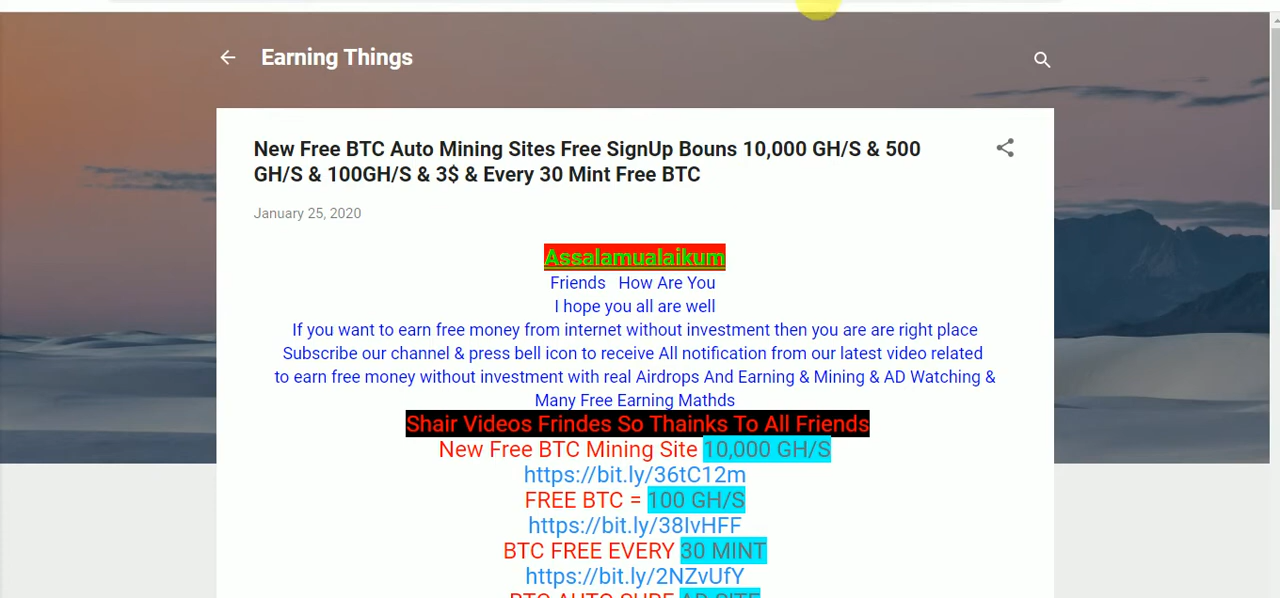 Earning Things
New Free BTC Auto Mining Sites Free SignUp Bouns 10,000 GH/S & 500
GH/S & 100GH/S & 3$ & Every 30 Mint Free BTC
January 25, 2020
Assalamualaikum
Friends How Are You
I hope you all are well
If you want to earn free money from internet without investment then you are are right place
Subscribe our channel & press bell icon to receive All notification from our latest video related
to earn free money without investment with real Airdrops And Earning & Mining & AD Watching &
Many Free Earning Mathds
Shair Videos Frindes So Thainks To All Friends
New Free BTC Mining Site 10,000 GH/S
https://bit.ly/36tC12m
FREE BTC = 100 GH/S
https://bit.ly/38IvHFF
BTC FREE EVERY 30 MINT
https://bit.ly/2NZvUfY
BTC AUTO SURF AD SITE